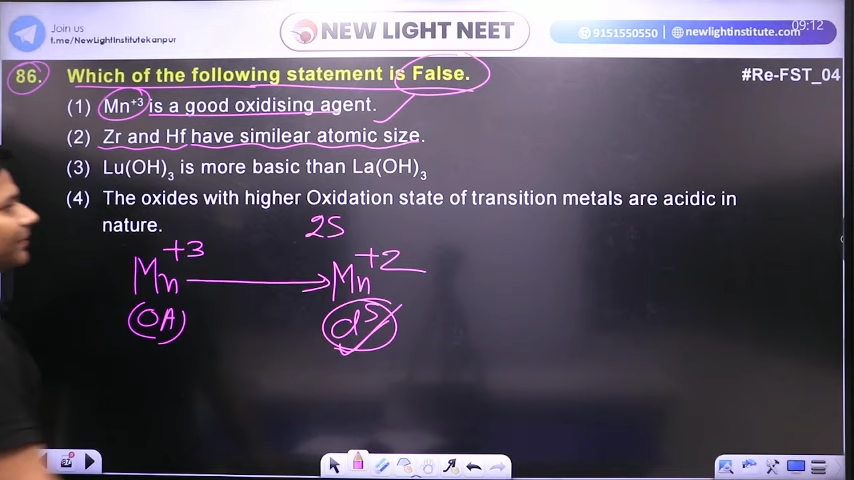 Join us
t.me/NewLightInstitutekanpur
NEW LIGHT NEET
9151550550 | newlightinstitute.com
09:12
86. Which of the following statement is False.
#Re-FST_04
(1) Mn+3 is a good oxidising agent.
(2) Zr and Hf have similear atomic size.
(3) Lu(OH)3 is more basic than La(OH)3
(4) The oxides with higher Oxidation state of transition metals are acidic in
nature.
25
Mn+3 → Mn+2
OA d5